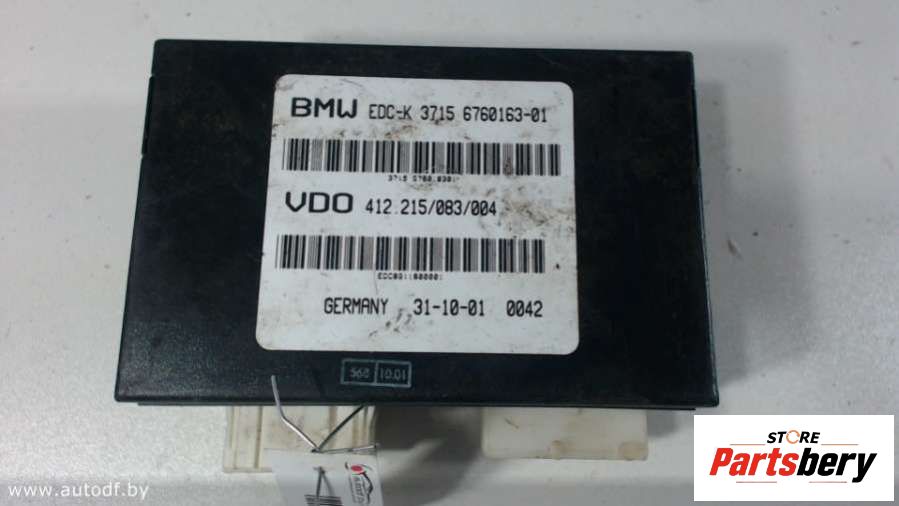 BMW EDC-K 3715 6760163-01
VDO 412.215/083/004
GERMANY 31-10-01 0042
568 10.01
STORE
Partsbery
www.autodf.by